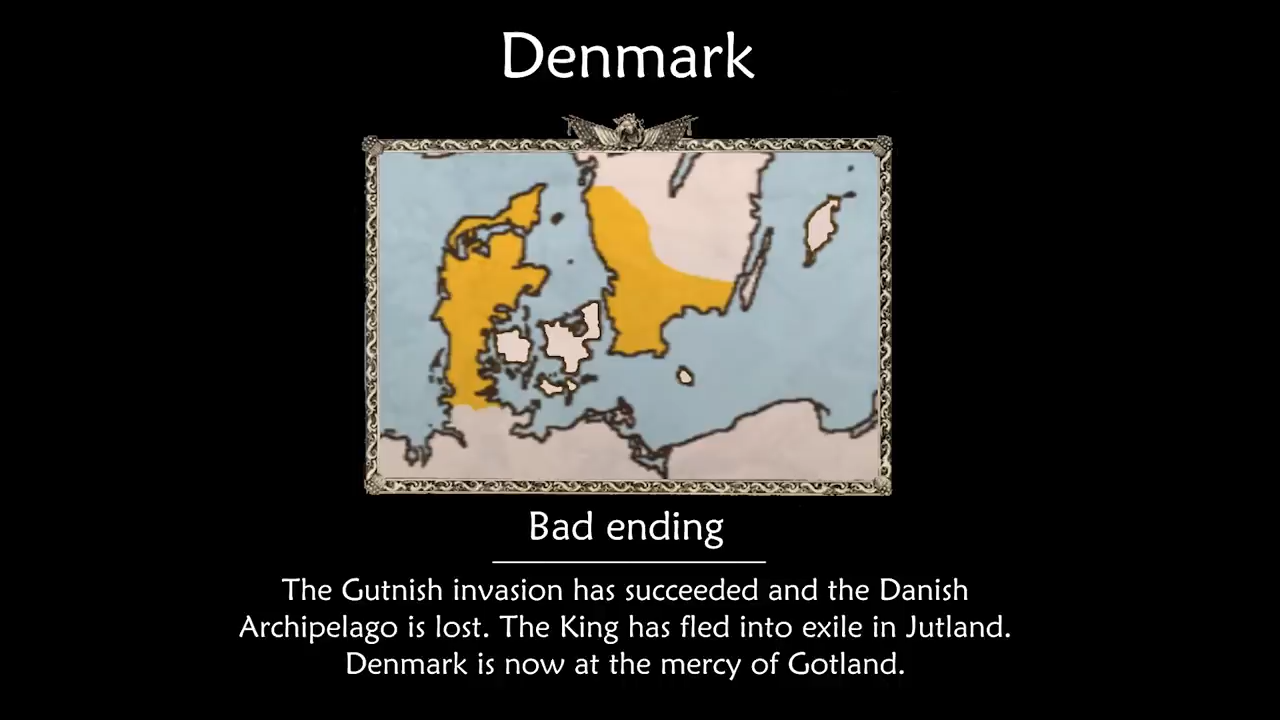 Denmark
Bad ending
The Gutnish invasion has succeeded and the Danish
Archipelago is lost. The King has fled into exile in Jutland.
Denmark is now at the mercy of Gotland.